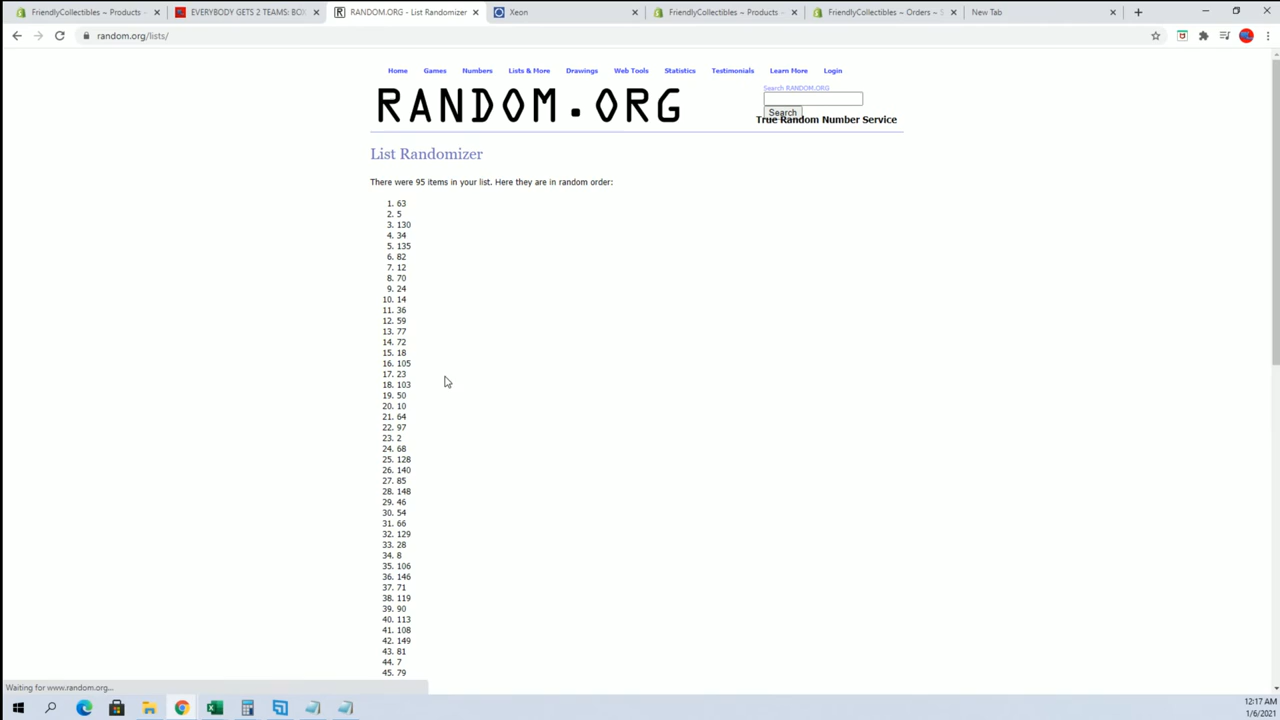 FriendlyCollectibles ~ Products ~
EVERYBODY GETS 2 TEAMS: BOX
RANDOM.ORG - List Randomizer
Xeon
FriendlyCollectibles ~ Products ~
FriendlyCollectibles ~ Orders ~ S
New Tab
random.org/lists/
Home Games Numbers Lists & More Drawings Web Tools Statistics Testimonials Learn More Login
Search RANDOM.ORG
RANDOM.ORG
Search
True Random Number Service
List Randomizer
There were 95 items in your list. Here they are in random order:
1. 63
2. 5
3. 130
4. 34
5. 135
6. 82
7. 12
8. 70
9. 24
10. 14
11. 36
12. 59
13. 77
14. 72
15. 18
16. 105
17. 23
18. 103
19. 50
20. 10
21. 64
22. 97
23. 2
24. 68
25. 128
26. 140
27. 85
28. 148
29. 46
30. 54
31. 66
32. 129
33. 28
34. 8
35. 106
36. 146
37. 71
38. 119
39. 90
40. 113
41. 108
42. 149
43. 81
44. 7
45. 79
Waiting for www.random.org...
12:17 AM
1/6/2021